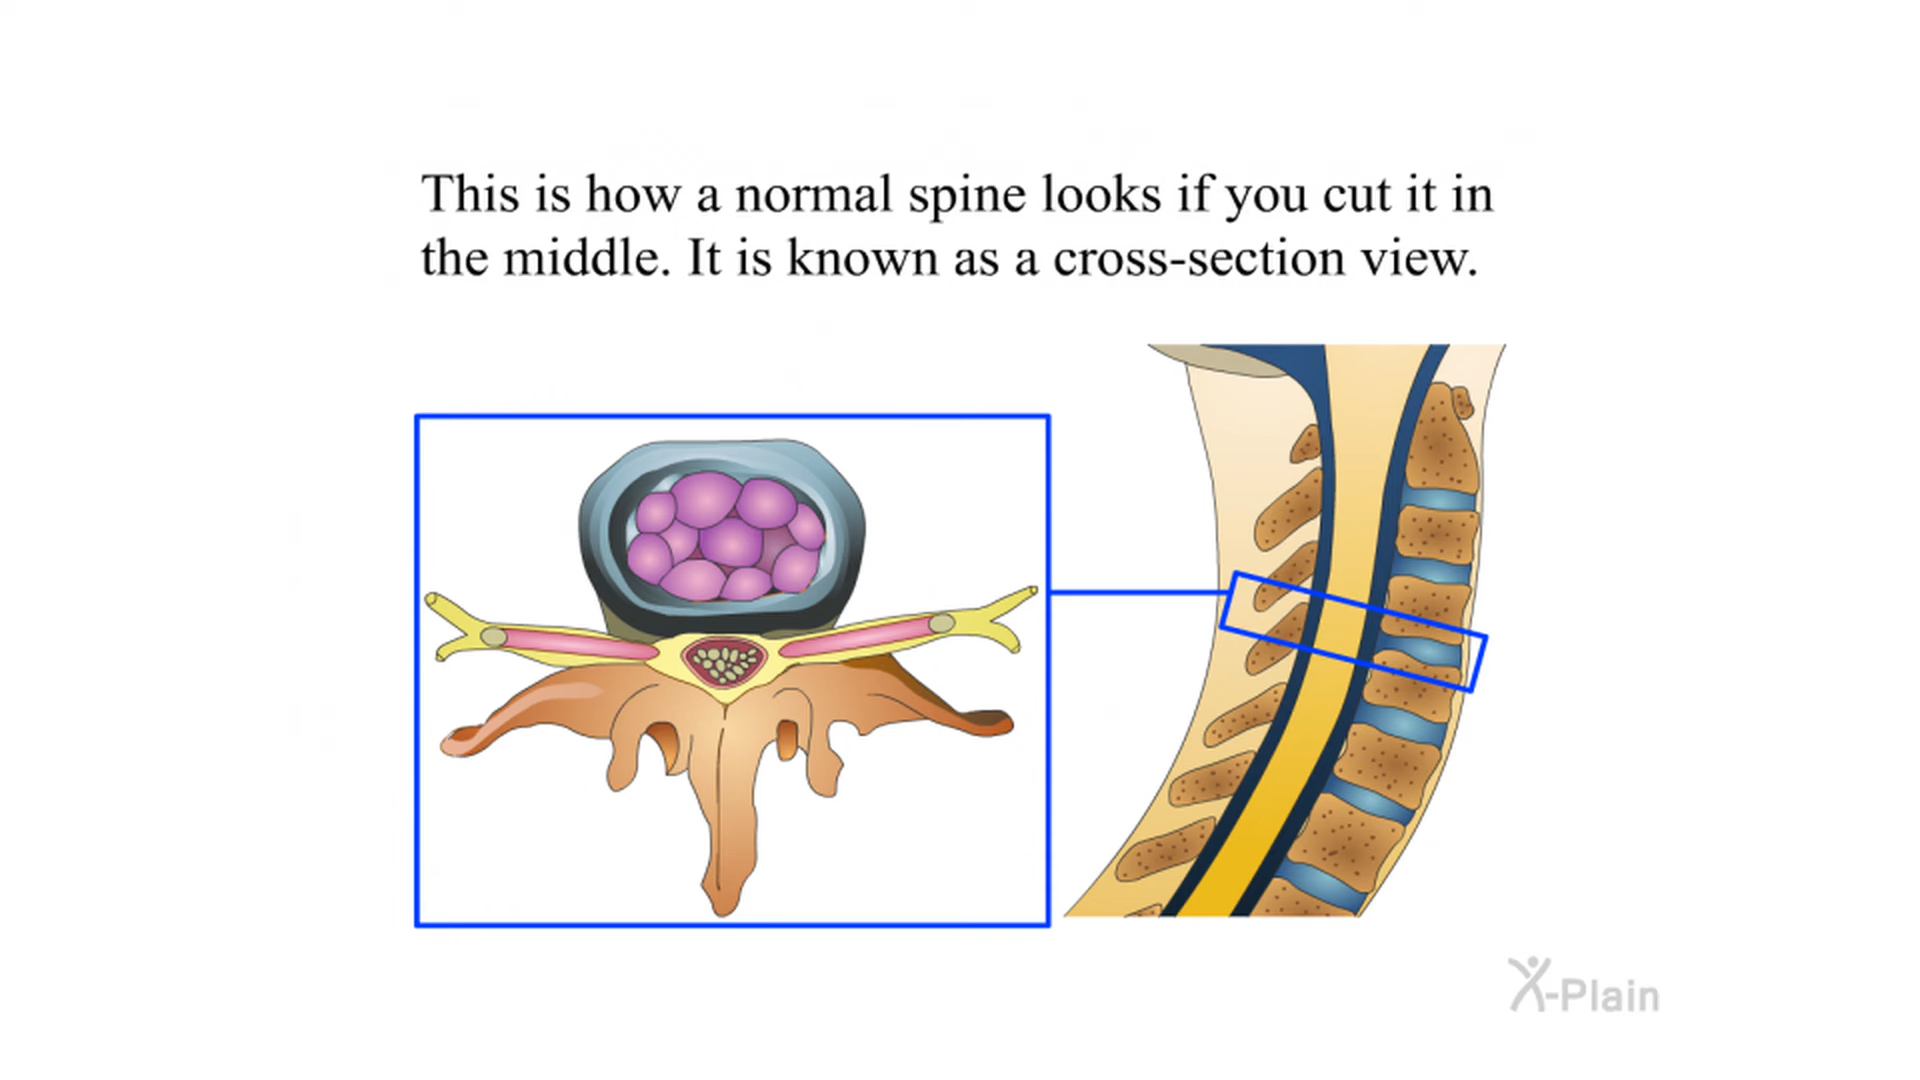 This is how a normal spine looks if you cut it in
the middle. It is known as a cross-section view.
X-Plain